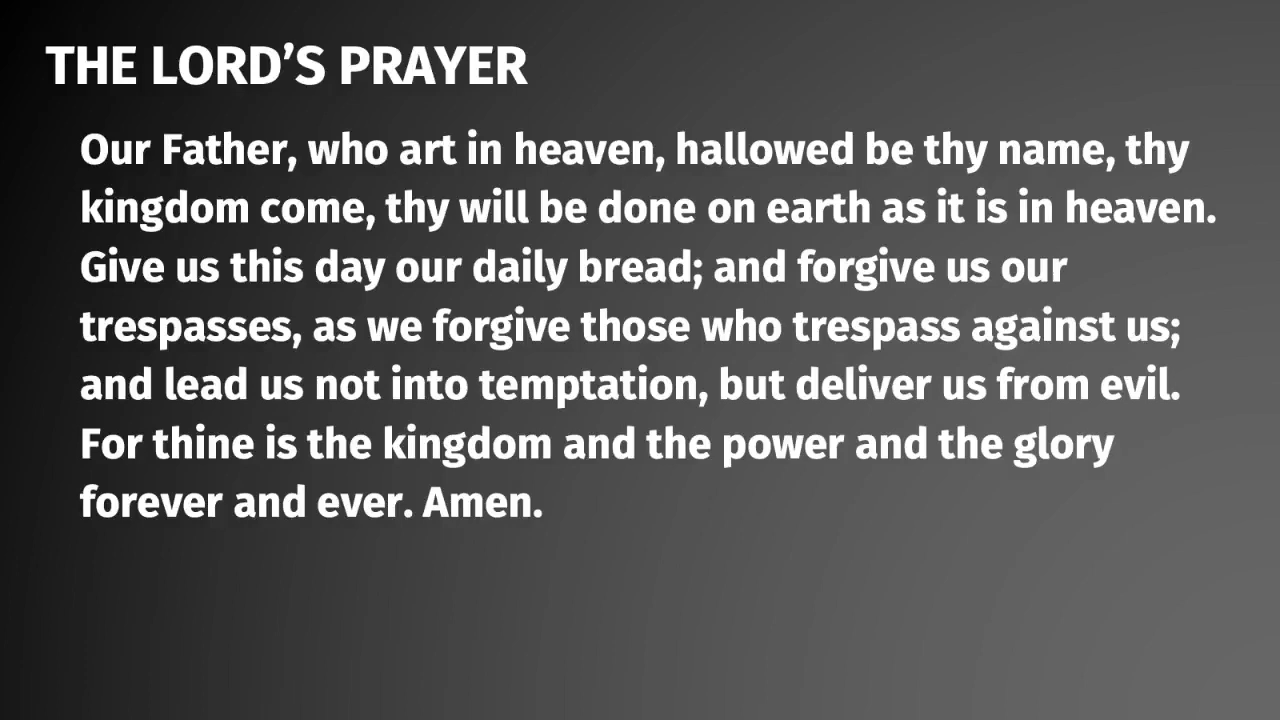 THE LORD’S PRAYER
Our Father, who art in heaven, hallowed be thy name, thy
kingdom come, thy will be done on earth as it is in heaven.
Give us this day our daily bread; and forgive us our
trespasses, as we forgive those who trespass against us;
and lead us not into temptation, but deliver us from evil.
For thine is the kingdom and the power and the glory
forever and ever. Amen.